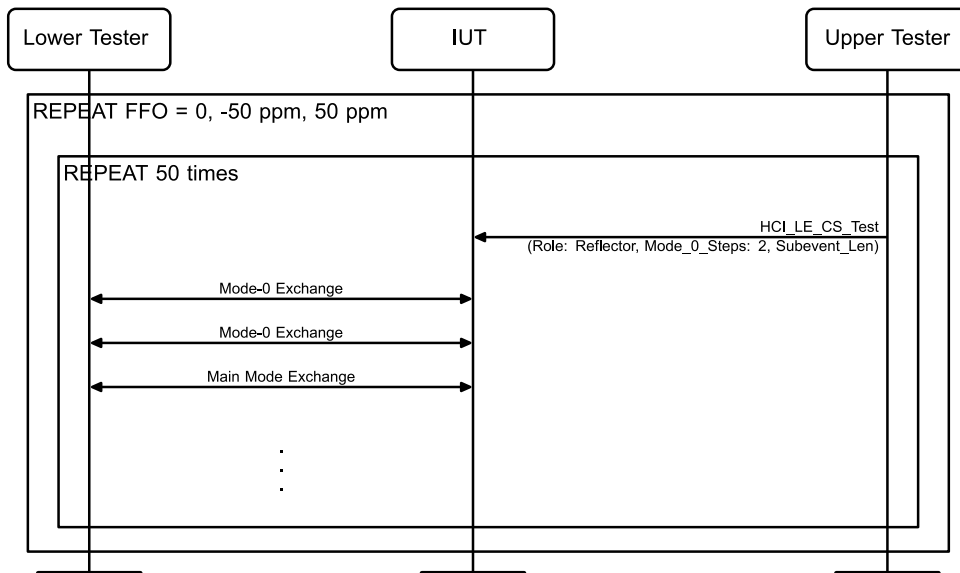 Lower Tester
IUT
Upper Tester
REPEAT FFO = 0, -50 ppm, 50 ppm
REPEAT 50 times
HCI_LE_CS_Test
(Role: Reflector, Mode_0_Steps: 2, Subevent_Len)
Mode-0 Exchange
Mode-0 Exchange
Main Mode Exchange
.
.
.